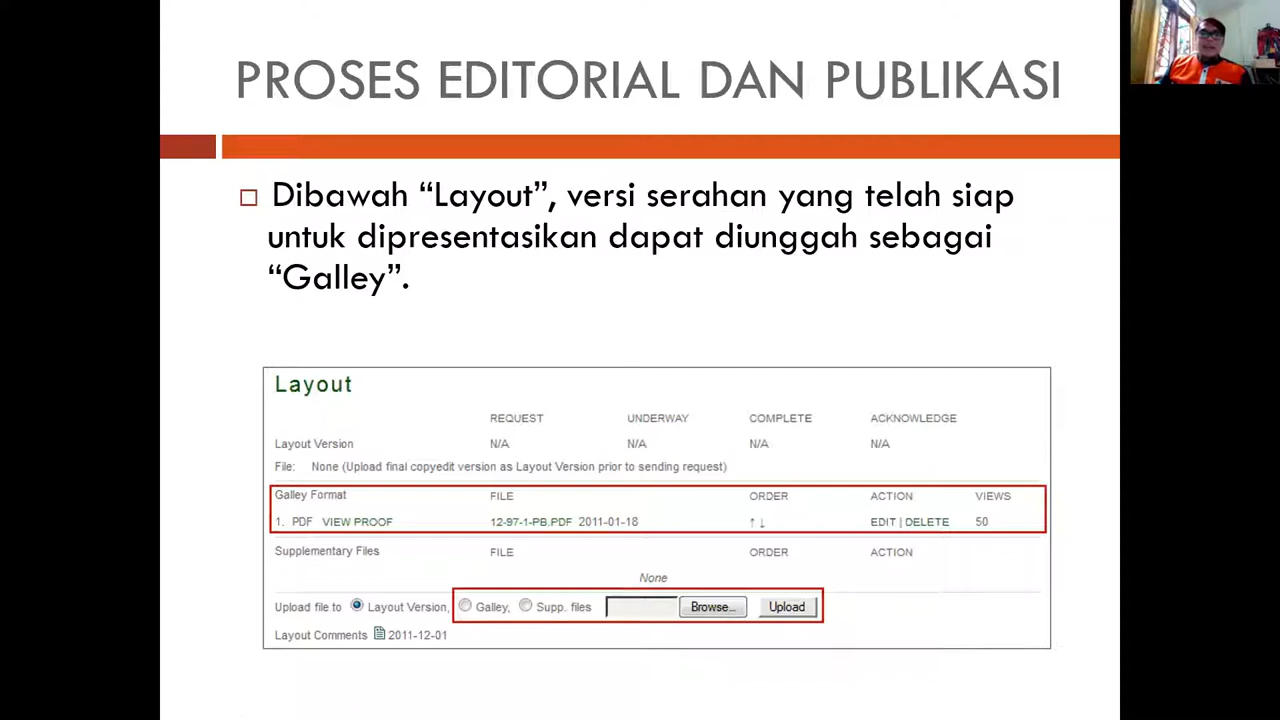 PROSES EDITORIAL DAN PUBLIKASI
Dibawah “Layout”, versi serahan yang telah siap
untuk dipresentasikan dapat diunggah sebagai
“Galley”.
Layout
REQUEST UNDERWAY COMPLETE ACKNOWLEDGE
Layout Version N/A N/A N/A N/A
File: None (Upload final copyedit version as Layout Version prior to sending request)
Galley Format FILE ORDER ACTION VIEWS
1. PDF VIEW PROOF 12-97-1-PB.PDF 2011-01-18 ↑ ↓ EDIT | DELETE 50
Supplementary Files FILE ORDER ACTION
None
Upload file to Layout Version, Galley, Supp. files Browse... Upload
Layout Comments 2011-12-01